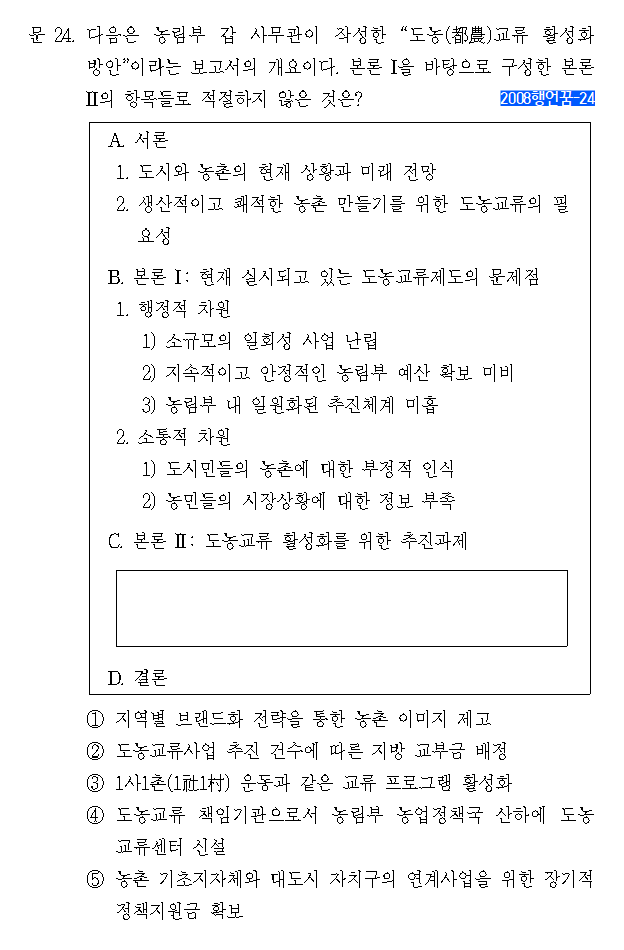 문 24. 다음은 농림부 갑 사무관이 작성한 “도농(都農)교류 활성화
방안”이라는 보고서의 개요이다. 본론 Ⅰ을 바탕으로 구성한 본론
Ⅱ의 항목들로 적절하지 않은 것은?
2008행언꿈-24
A. 서론
1. 도시와 농촌의 현재 상황과 미래 전망
2. 생산적이고 쾌적한 농촌 만들기를 위한 도농교류의 필
요성
B. 본론 Ⅰ: 현재 실시되고 있는 도농교류제도의 문제점
1. 행정적 차원
1) 소규모의 일회성 사업 난립
2) 지속적이고 안정적인 농림부 예산 확보 미비
3) 농림부 내 일원화된 추진체계 미흡
2. 소통적 차원
1) 도시민들의 농촌에 대한 부정적 인식
2) 농민들의 시장상황에 대한 정보 부족
C. 본론 Ⅱ: 도농교류 활성화를 위한 추진과제
D. 결론
① 지역별 브랜드화 전략을 통한 농촌 이미지 제고
② 도농교류사업 추진 건수에 따른 지방 교부금 배정
③ 1사1촌(1社1村) 운동과 같은 교류 프로그램 활성화
④ 도농교류 책임기관으로서 농림부 농업정책국 산하에 도농
교류센터 신설
⑤ 농촌 기초지자체와 대도시 자치구의 연계사업을 위한 장기적
정책지원금 확보